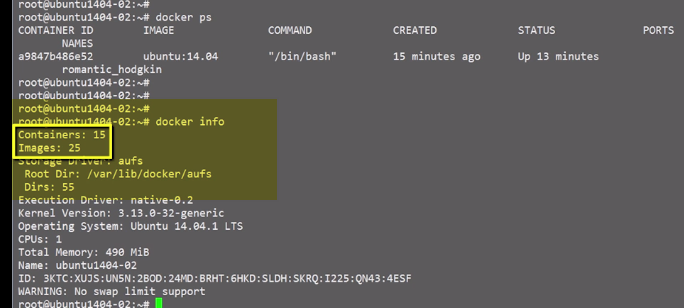 root@ubuntu1404-02:~#
root@ubuntu1404-02:~# docker ps
CONTAINER ID        IMAGE               COMMAND             CREATED             STATUS              PORTS
         NAMES
a9847b486e52        ubuntu:14.04        "/bin/bash"         15 minutes ago      Up 13 minutes
         romantic_hodgkin
root@ubuntu1404-02:~#
root@ubuntu1404-02:~#
root@ubuntu1404-02:~#
root@ubuntu1404-02:~# docker info
Containers: 15
Images: 25
Storage Driver: aufs
 Root Dir: /var/lib/docker/aufs
 Dirs: 55
Execution Driver: native-0.2
Kernel Version: 3.13.0-32-generic
Operating System: Ubuntu 14.04.1 LTS
CPUs: 1
Total Memory: 490 MiB
Name: ubuntu1404-02
ID: 3KTC:XUJS:UN5N:2BOD:24MD:BRHT:6HKD:SLDH:SKRQ:I225:QN43:4ESF
WARNING: No swap limit support
root@ubuntu1404-02:~#